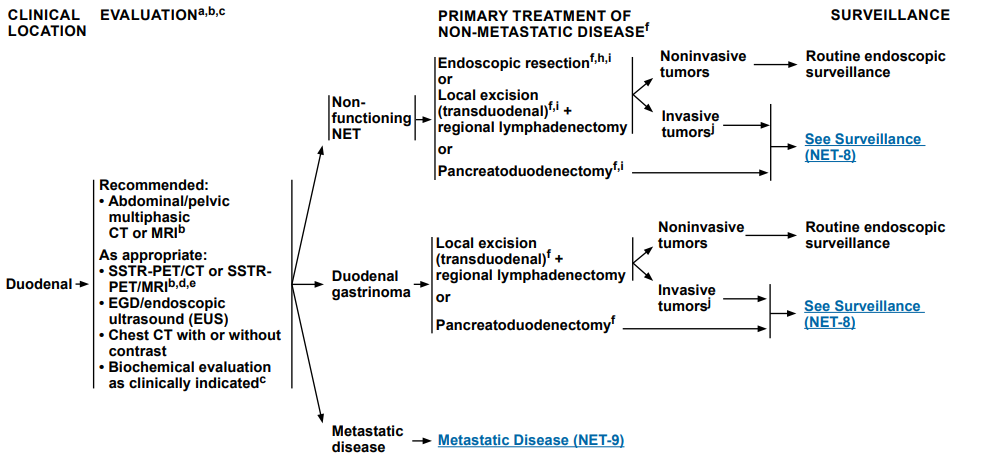 CLINICAL LOCATION
EVALUATIONa,b,c
PRIMARY TREATMENT OF
NON-METASTATIC DISEASEf
SURVEILLANCE
Duodenal
Recommended:
• Abdominal/pelvic
multiphasic
CT or MRIb
As appropriate:
• SSTR-PET/CT or SSTR-
PET/MRIb,d,e
• EGD/endoscopic
ultrasound (EUS)
• Chest CT with or without
contrast
• Biochemical evaluation
as clinically indicatedc
Non-
functioning
NET
Endoscopic resectionf,h,i
or
Local excision
(transduodenal)f,i +
regional lymphadenectomy
or
Pancreatoduodenectomyf,i
Noninvasive
tumors
Routine endoscopic
surveillance
Invasive
tumorsj
See Surveillance
(NET-8)
Duodenal
gastrinoma
Local excision
(transduodenal)f +
regional lymphadenectomy
or
Pancreatoduodenectomyf
Noninvasive
tumors
Routine endoscopic
surveillance
Invasive
tumorsj
See Surveillance
(NET-8)
Metastatic
disease
Metastatic Disease (NET-9)